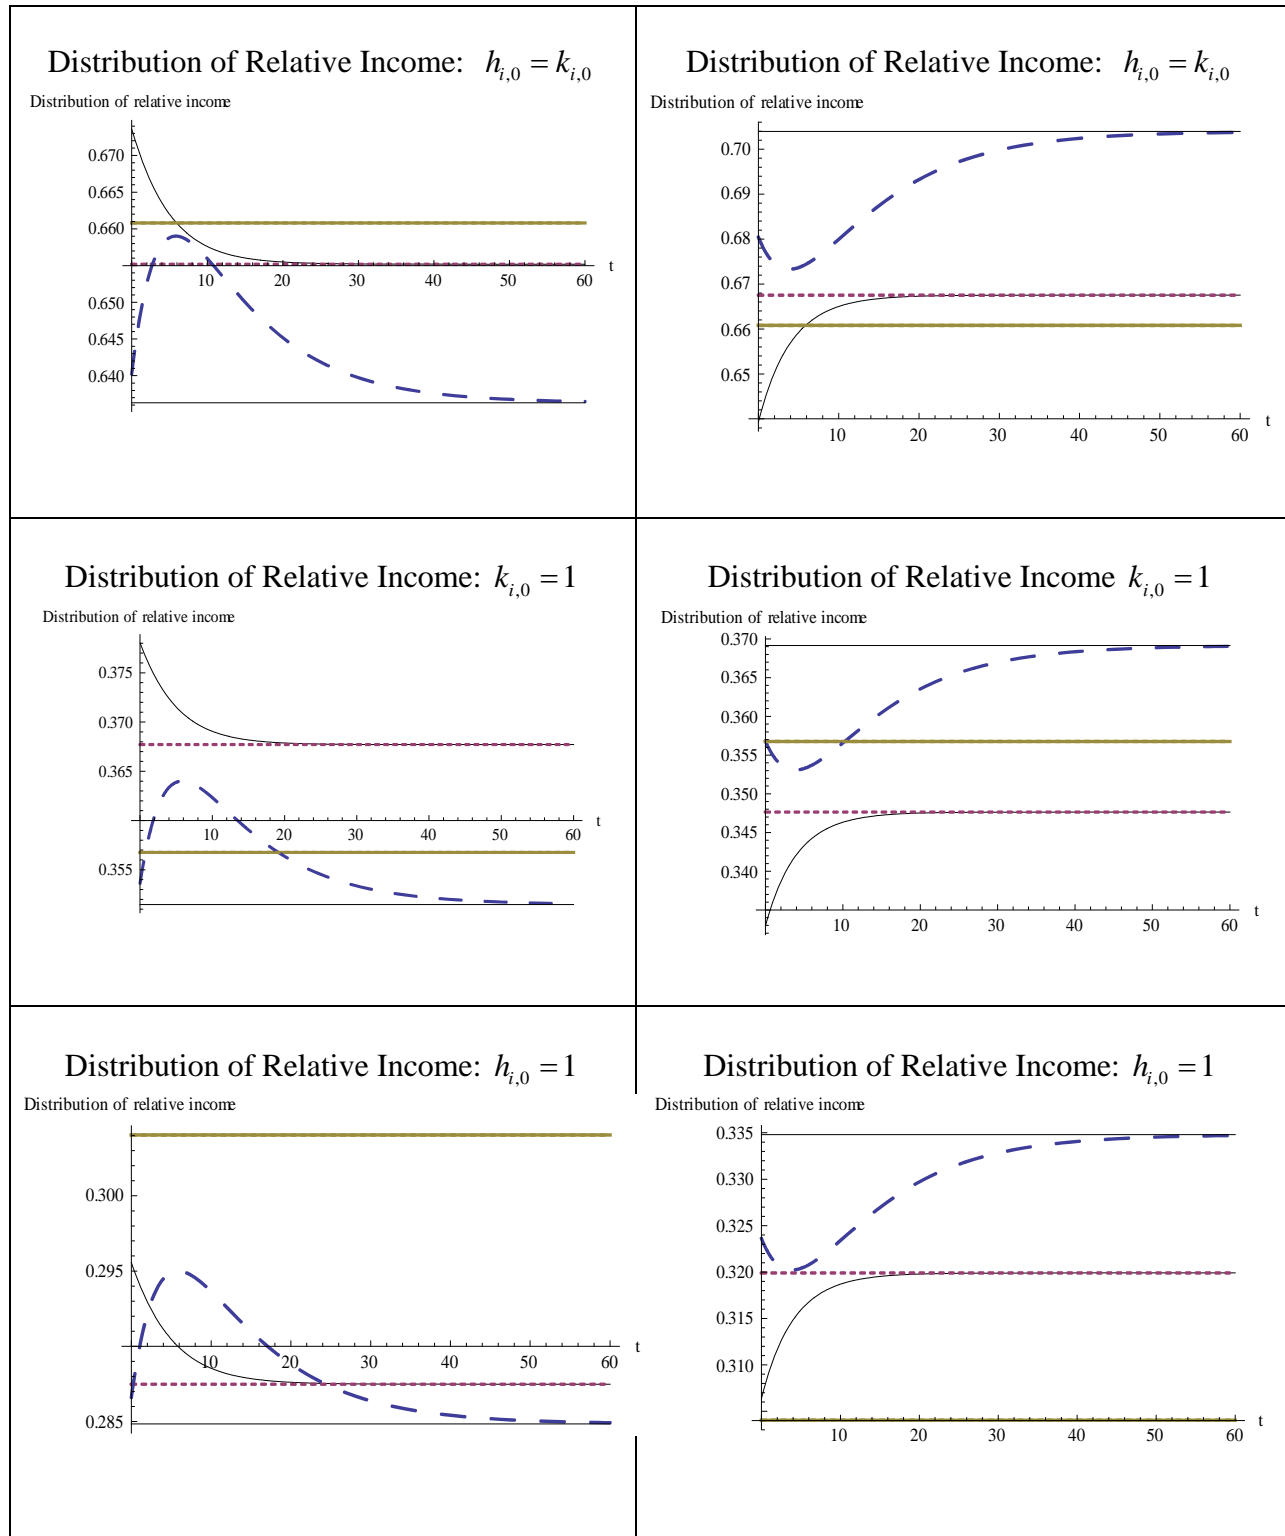 Distribution of Relative Income: h_{i,0} = k_{i,0}
Distribution of relative income
0.670
0.665
0.660
0.650
0.645
0.640
10 20 30 40 50 60 t
Distribution of Relative Income: h_{i,0} = k_{i,0}
Distribution of relative income
0.70
0.69
0.68
0.67
0.66
0.65
10 20 30 40 50 60 t
Distribution of Relative Income: k_{i,0} = 1
Distribution of relative income
0.375
0.370
0.365
0.355
10 20 30 40 50 60 t
Distribution of Relative Income k_{i,0} = 1
Distribution of relative income
0.370
0.365
0.360
0.355
0.350
0.345
0.340
10 20 30 40 50 60 t
Distribution of Relative Income: h_{i,0} = 1
Distribution of relative income
0.300
0.295
0.285
10 20 30 40 50 60 t
Distribution of Relative Income: h_{i,0} = 1
Distribution of relative income
0.335
0.330
0.325
0.320
0.315
0.310
10 20 30 40 50 60 t